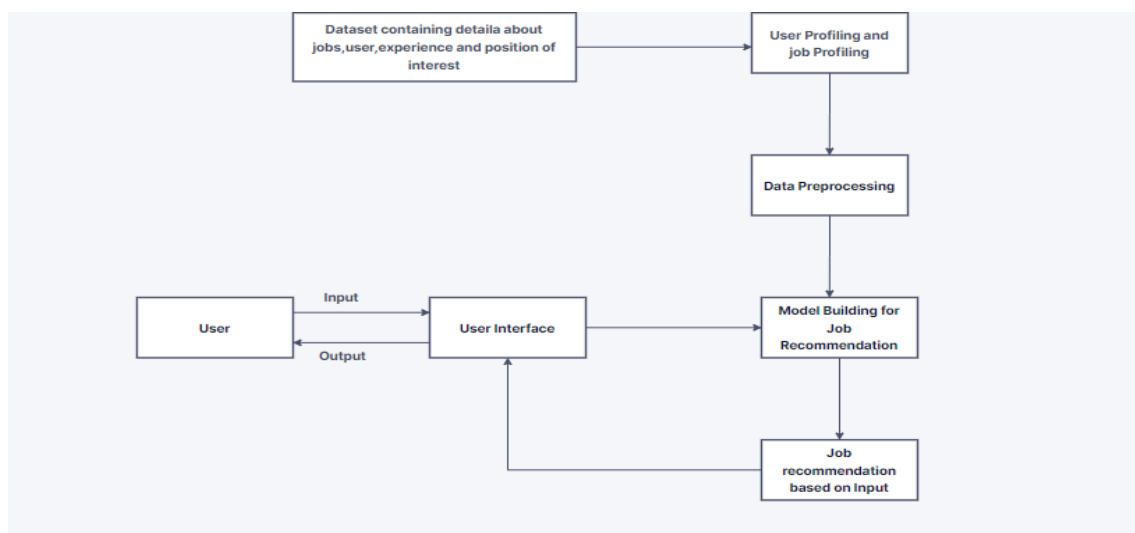 Dataset containing detaila about
jobs,user,experience and position of
interest
User Profiling and
job Profiling
Data Preprocessing
Input
User
User Interface
Output
Model Building for
Job
Recommendation
Job
recommendation
based on Input